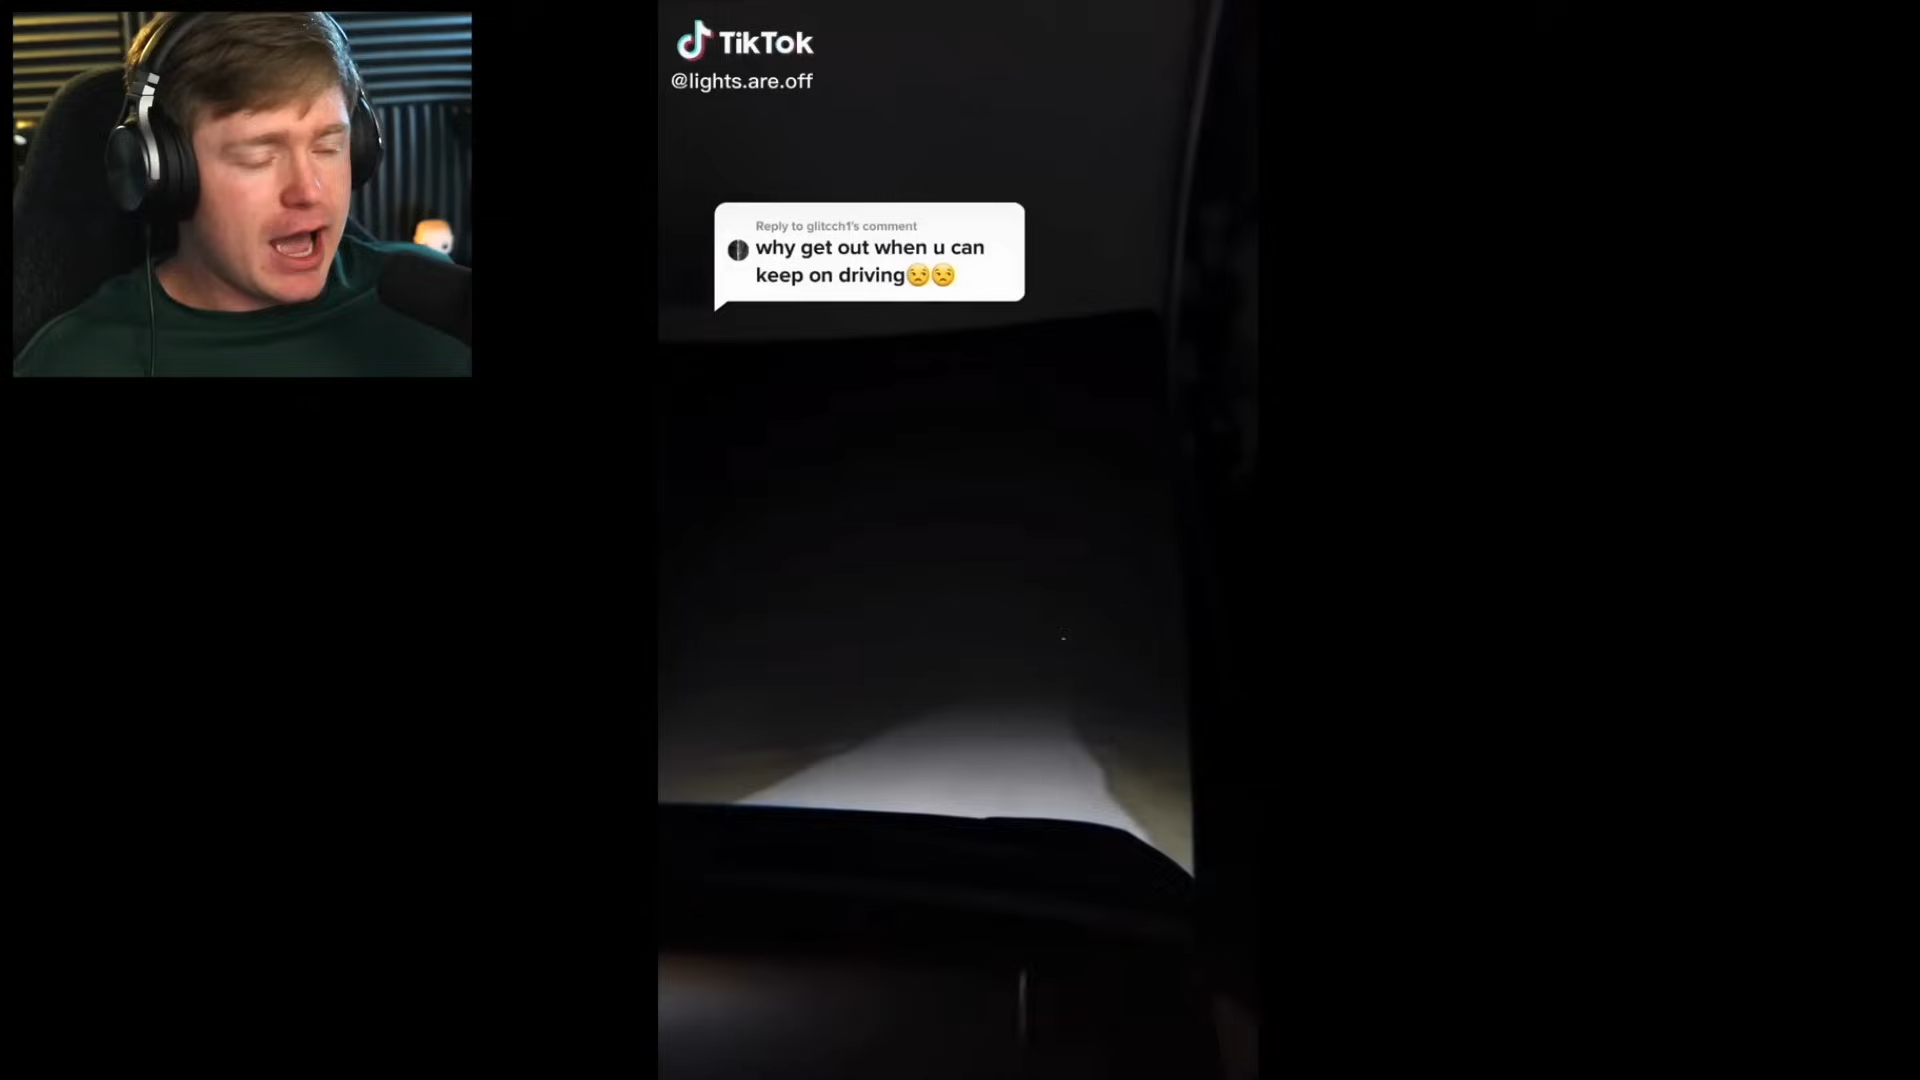 TikTok
@lights.are.off
Reply to glitcch1's comment
why get out when u can
keep on driving😒😒